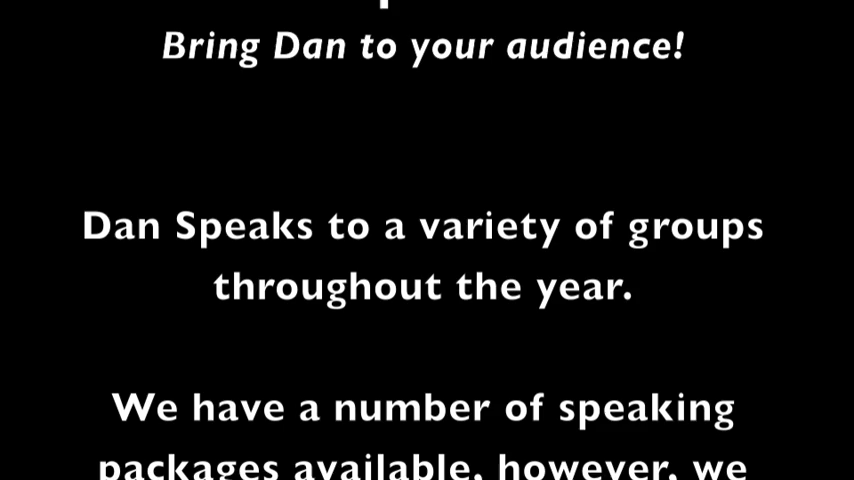 Bring Dan to your audience!
Dan Speaks to a variety of groups
throughout the year.
We have a number of speaking
packages available, however, we